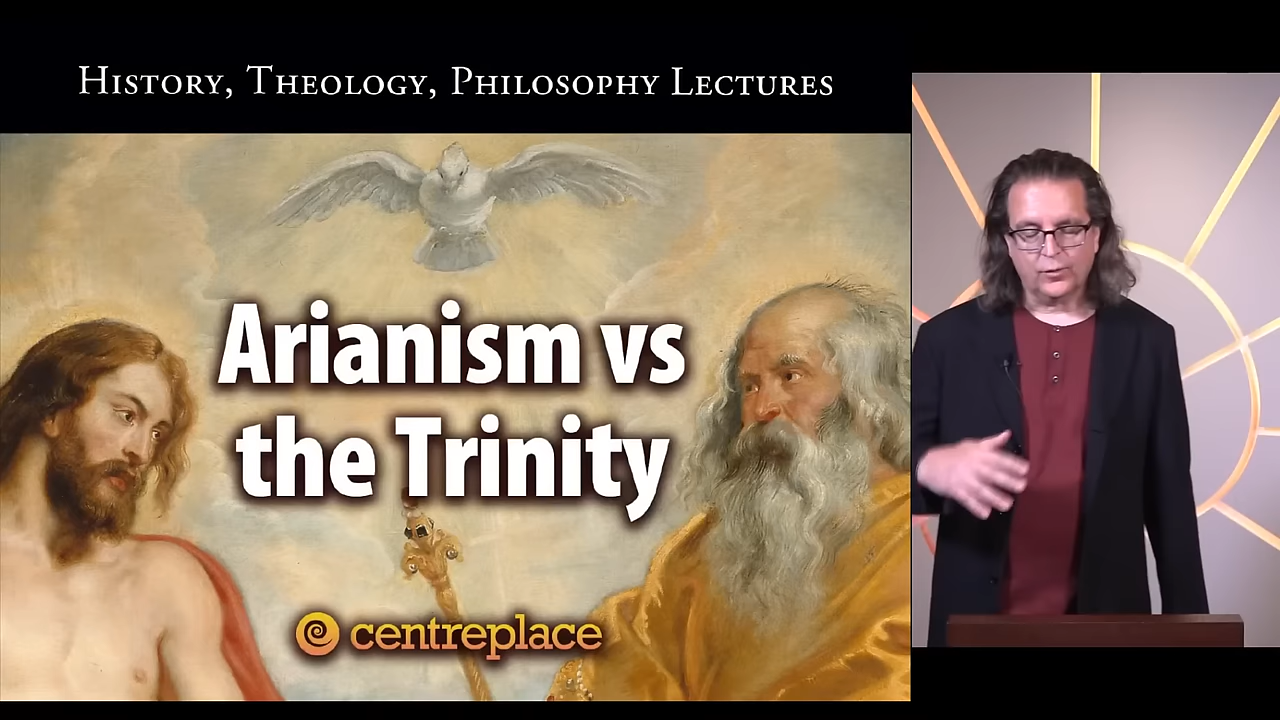 History, Theology, Philosophy Lectures
Arianism vs
the Trinity
centreplace